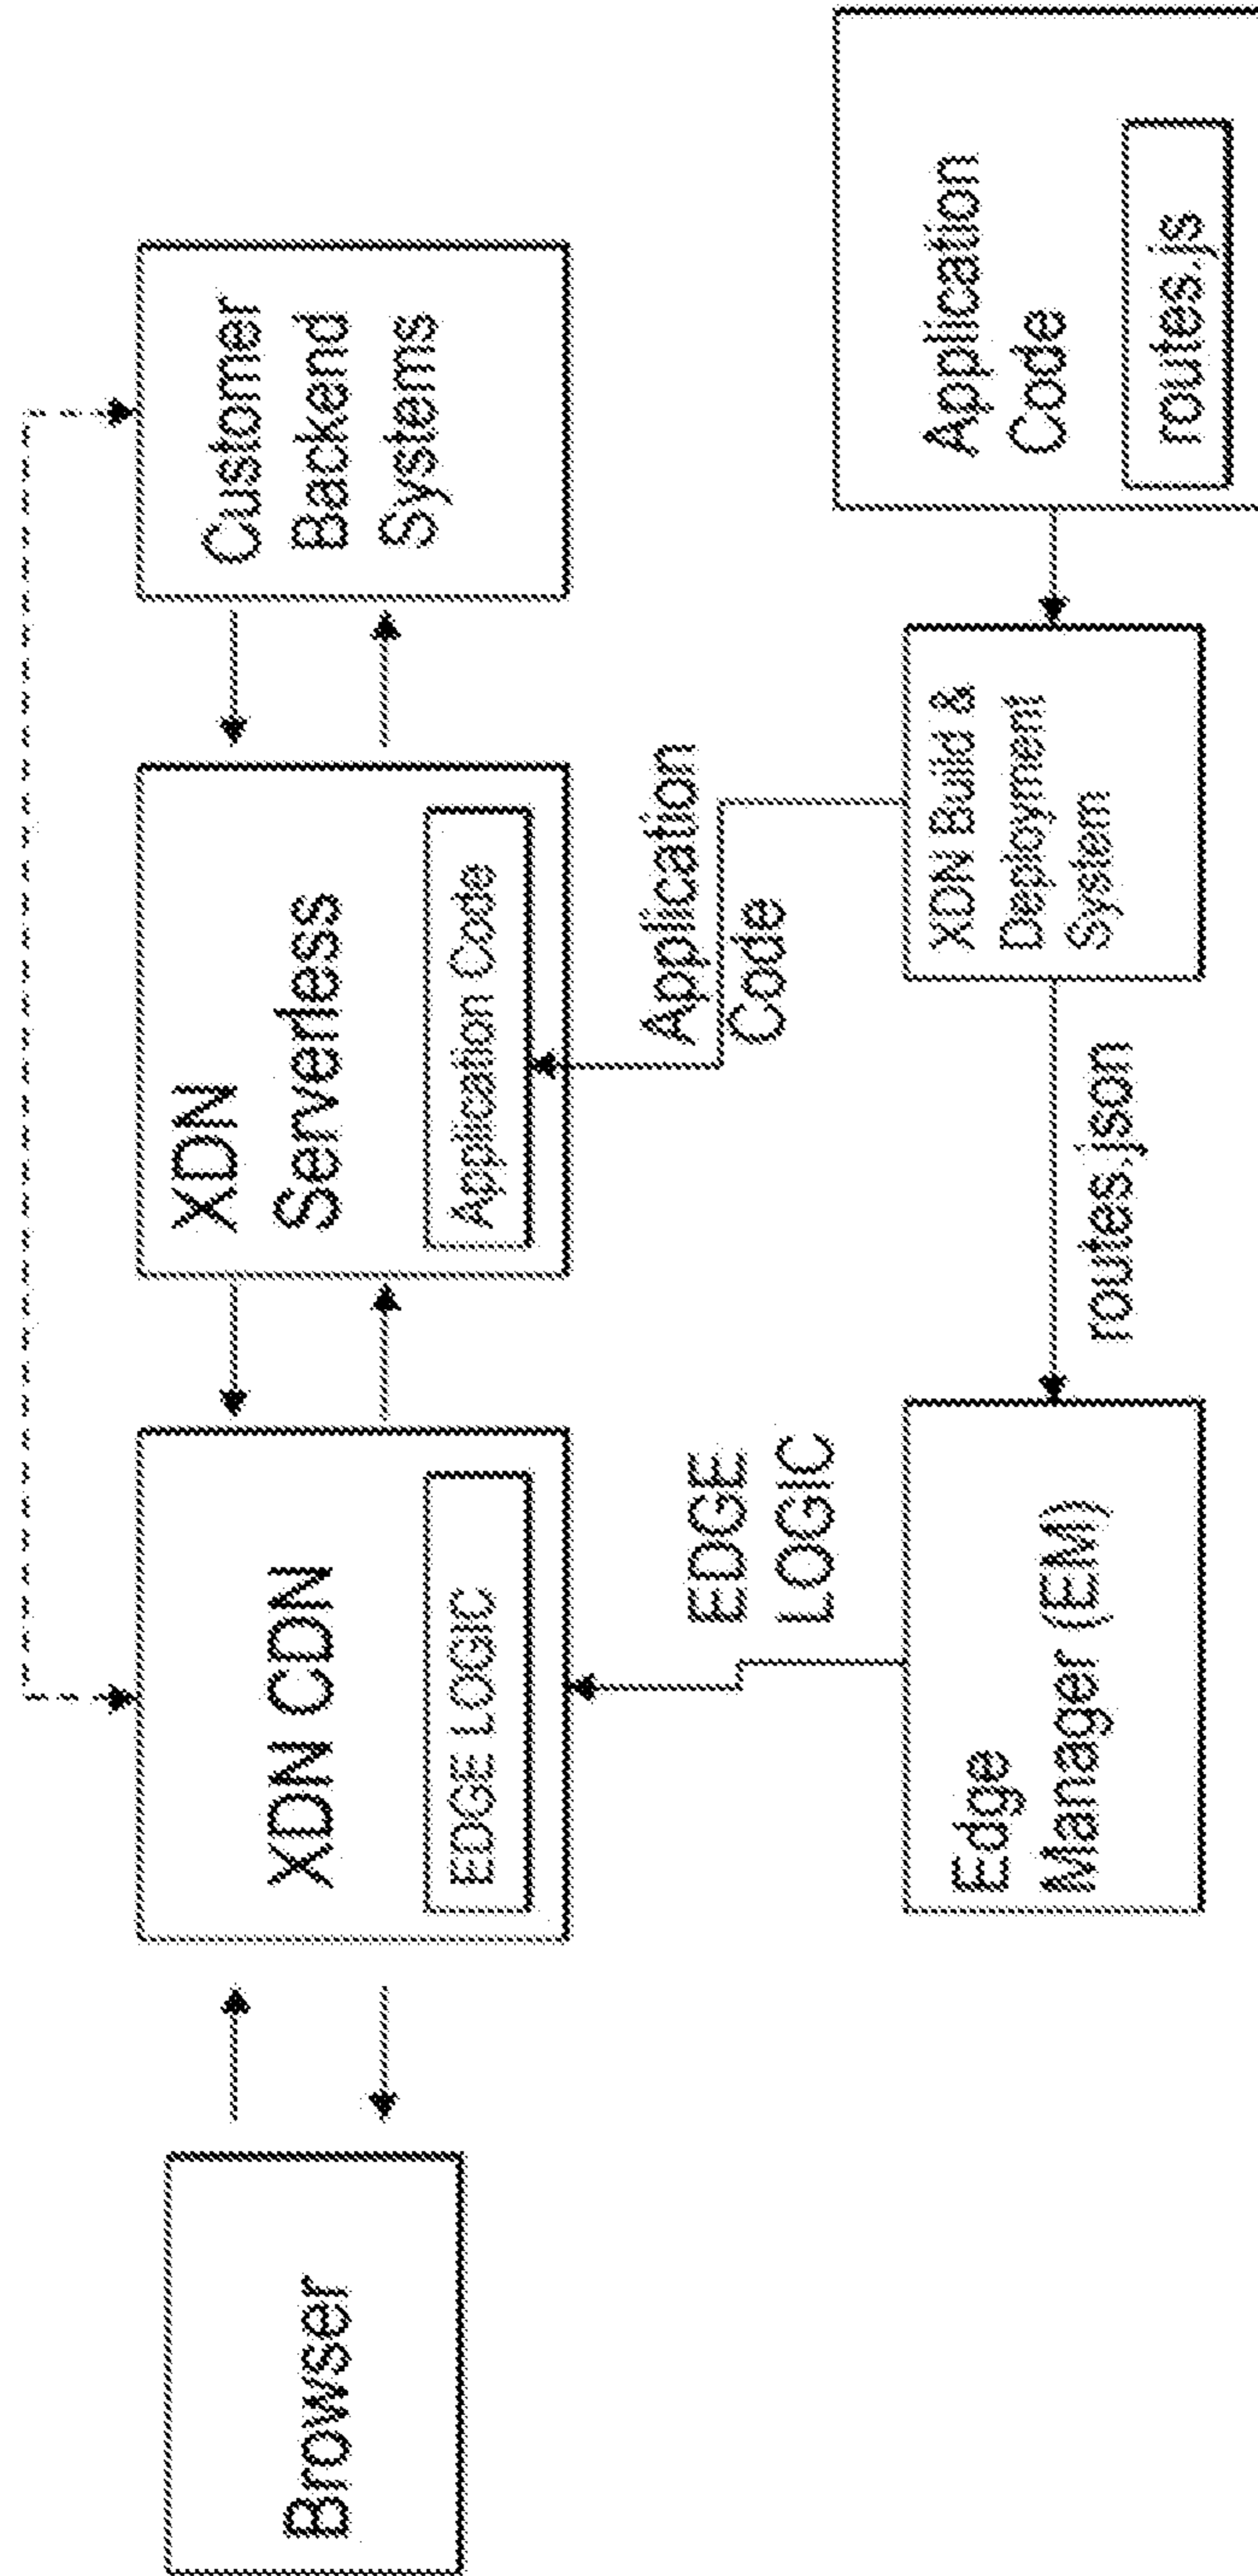 Browser
XDN CDN
EDGE LOGIC
XDN
Serverless
Application Code
Customer
Backend
Systems
EDGE
LOGIC
Application
Code
Edge
Manager (EM)
routes.json
XDN Build &
Deployment
System
Application
Code
routes.js